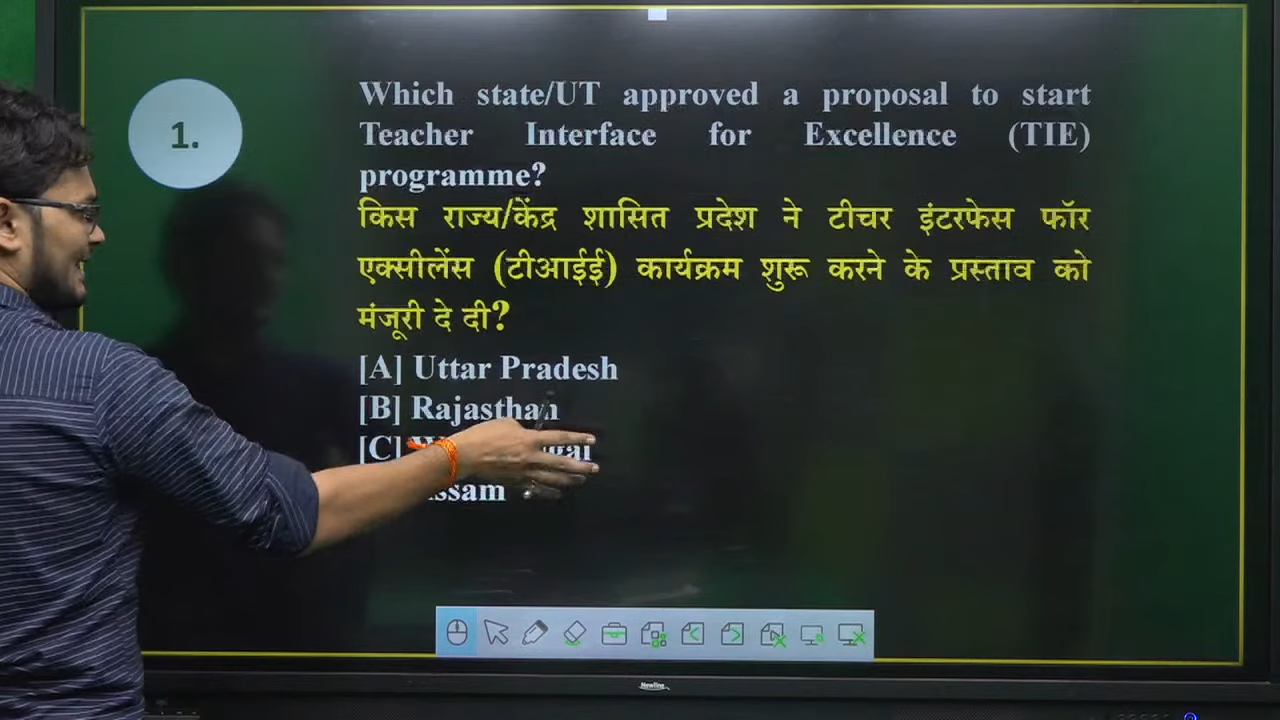 1.
Which state/UT approved a proposal to start
Teacher Interface for Excellence (TIE)
programme?
किस राज्य/केंद्र शासित प्रदेश ने टीचर इंटरफेस फॉर
एक्सीलेंस (टीआईई) कार्यक्रम शुरू करने के प्रस्ताव को
मंजूरी दे दी?
[A] Uttar Pradesh
[B] Rajasthan
[C]
Newline